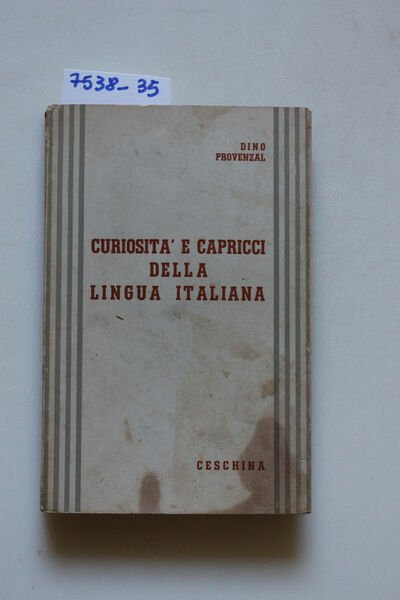 7538-35
DINO
PROVENZAL
CURIOSITA' E CAPRICCI
DELLA
LINGUA ITALIANA
CESCHINA